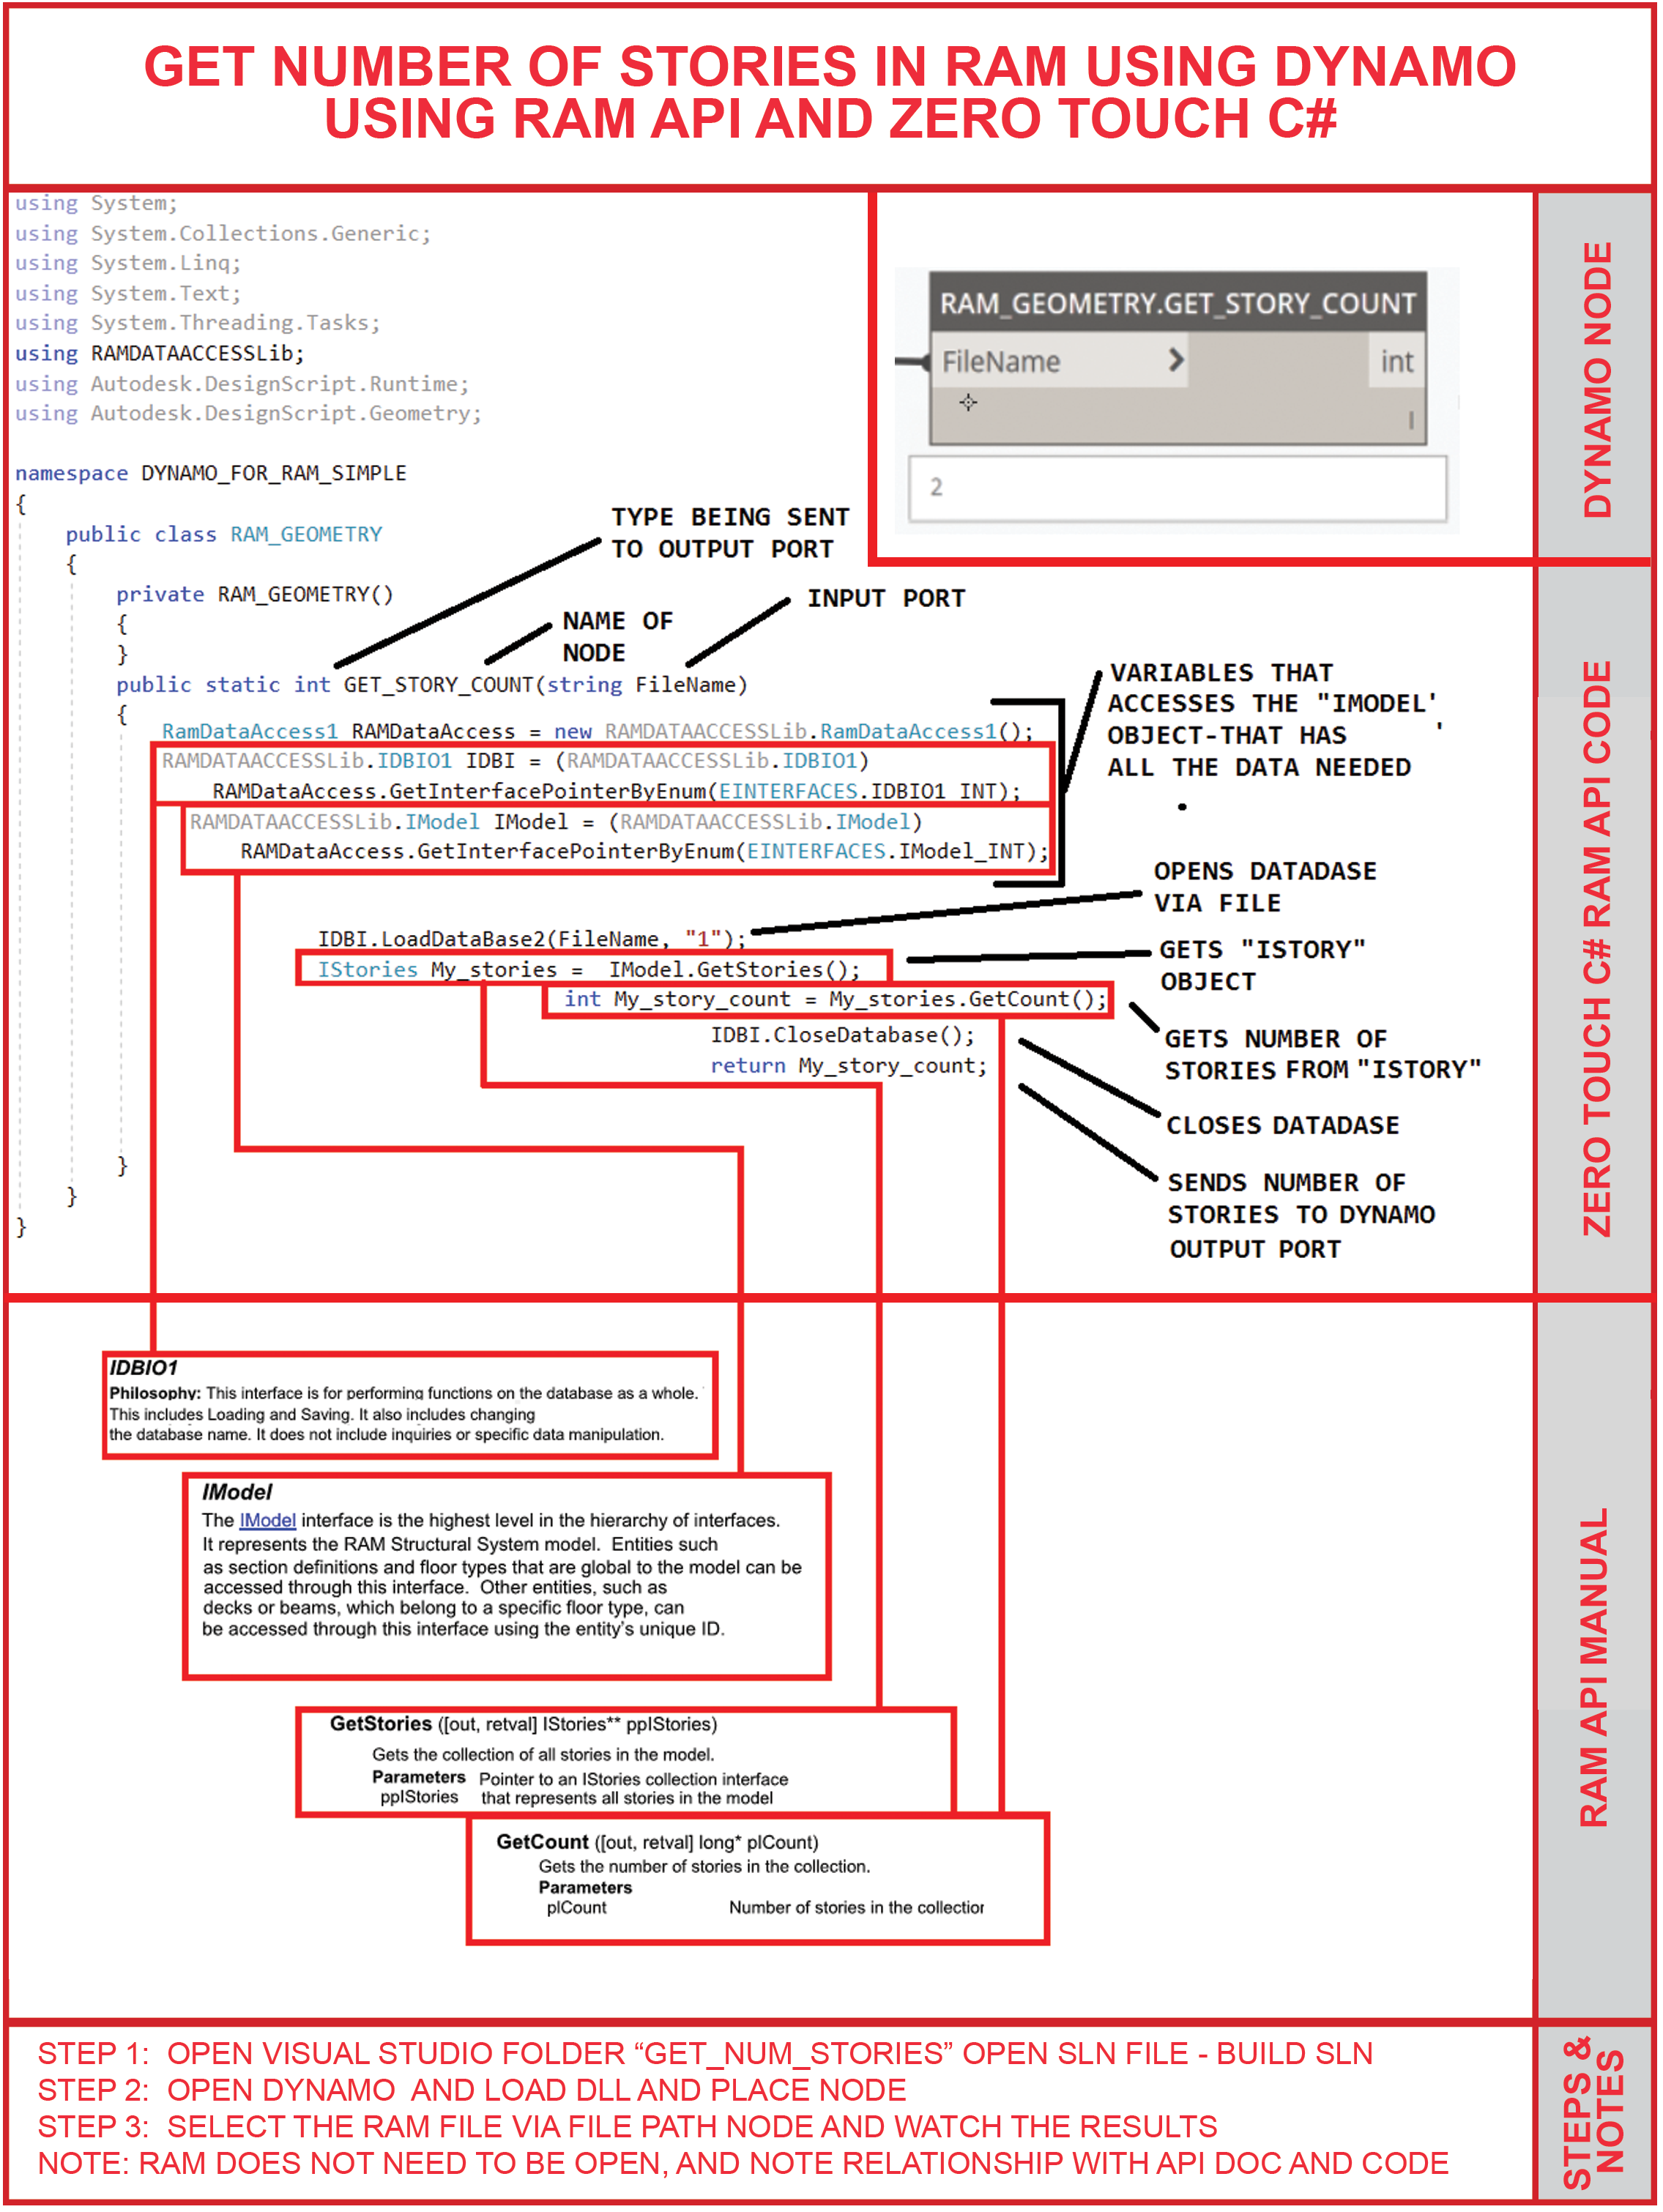 GET NUMBER OF STORIES IN RAM USING DYNAMO
USING RAM API AND ZERO TOUCH C#
using System;
using System.Collections.Generic;
using System.Linq;
using System.Text;
using System.Threading.Tasks;
using RAMDATAACCESSLib;
using Autodesk.DesignScript.Runtime;
using Autodesk.DesignScript.Geometry;
RAM_GEOMETRY.GET_STORY_COUNT
FileName > int
l
2
DYNAMO NODE
namespace DYNAMO_FOR_RAM_SIMPLE
{
public class RAM_GEOMETRY
{
private RAM_GEOMETRY()
{
}
public static int GET_STORY_COUNT(string FileName)
{
RamDataAccess1 RAMDataAccess = new RAMDATAACCESSLib.RamDataAccess1();
RAMDATAACCESSLib.IDBIO1 IDBI = (RAMDATAACCESSLib.IDBIO1)
RAMDataAccess.GetInterfacePointerByEnum(EINTERFACES.IDBIO1_INT);
RAMDATAACCESSLib.IModel IModel = (RAMDATAACCESSLib.IModel)
RAMDataAccess.GetInterfacePointerByEnum(EINTERFACES.IModel_INT);
IDBI.LoadDataBase2(FileName, "1");
IStories My_stories = IModel.GetStories();
int My_story_count = My_stories.GetCount();
IDBI.CloseDatabase();
return My_story_count;
}
}
}
TYPE BEING SENT
TO OUTPUT PORT
NAME OF
NODE
INPUT PORT
VARIABLES THAT
ACCESSES THE "IMODEL'
OBJECT-THAT HAS '
ALL THE DATA NEEDED
.
OPENS DATADASE
VIA FILE
GETS "ISTORY"
OBJECT
GETS NUMBER OF
STORIES FROM "ISTORY"
CLOSES DATADASE
SENDS NUMBER OF
STORIES TO DYNAMO
OUTPUT PORT
ZERO TOUCH C# RAM API CODE
IDBIO1
Philosophy: This interface is for performing functions on the database as a whole.
This includes Loading and Saving. It also includes changing
the database name. It does not include inquiries or specific data manipulation.
IModel
The IModel interface is the highest level in the hierarchy of interfaces.
It represents the RAM Structural System model. Entities such
as section definitions and floor types that are global to the model can be
accessed through this interface. Other entities, such as
decks or beams, which belong to a specific floor type, can
be accessed through this interface using the entity's unique ID.
GetStories ([out, retval] IStories** ppIStories)
Gets the collection of all stories in the model.
Parameters Pointer to an IStories collection interface
ppIStories that represents all stories in the model
GetCount ([out, retval] long* plCount)
Gets the number of stories in the collection.
Parameters
plCount Number of stories in the collection
RAM API MANUAL
STEP 1: OPEN VISUAL STUDIO FOLDER “GET_NUM_STORIES” OPEN SLN FILE - BUILD SLN
STEP 2: OPEN DYNAMO AND LOAD DLL AND PLACE NODE
STEP 3: SELECT THE RAM FILE VIA FILE PATH NODE AND WATCH THE RESULTS
NOTE: RAM DOES NOT NEED TO BE OPEN, AND NOTE RELATIONSHIP WITH API DOC AND CODE
STEPS &
NOTES